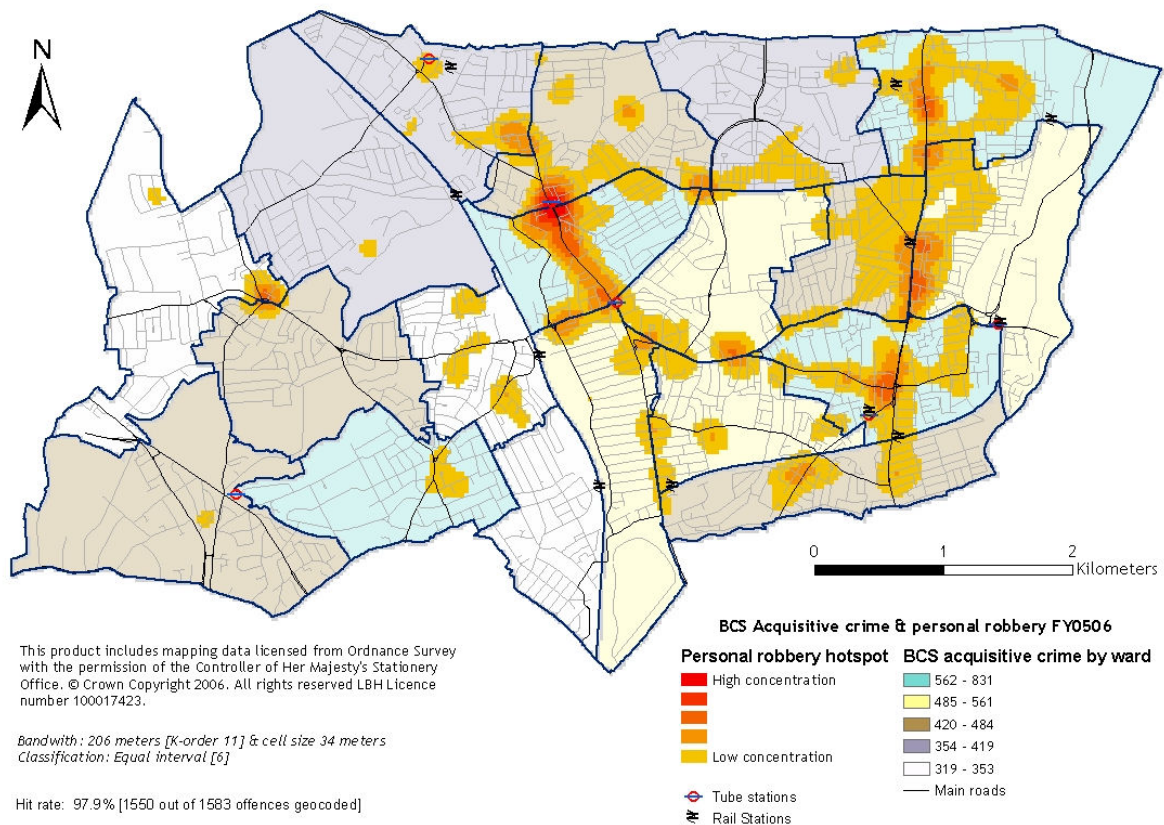 N
0 1 2
Kilometers
BCS Acquisitive crime & personal robbery FY0506
Personal robbery hotspot
High concentration
Low concentration
Tube stations
Rail Stations
BCS acquisitive crime by ward
562 - 831
485 - 561
420 - 484
354 - 419
319 - 353
Main roads
This product includes mapping data licensed from Ordnance Survey
with the permission of the Controller of Her Majesty's Stationery
Office. © Crown Copyright 2006. All rights reserved LBH Licence
number 100017423.
Bandwith: 206 meters [K-order 11] & cell size 34 meters
Classification: Equal interval [6]
Hit rate: 97.9% [1550 out of 1583 offences geocoded]